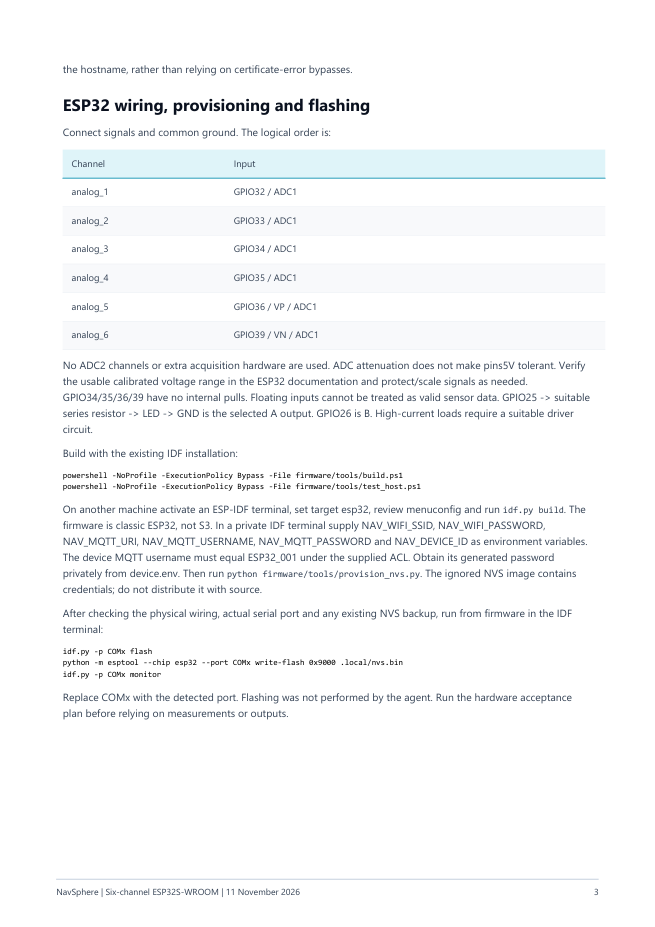 the hostname, rather than relying on certificate-error bypasses.
ESP32 wiring, provisioning and flashing
Connect signals and common ground. The logical order is:
Channel Input
analog_1 GPIO32 / ADC1
analog_2 GPIO33 / ADC1
analog_3 GPIO34 / ADC1
analog_4 GPIO35 / ADC1
analog_5 GPIO36 / VP / ADC1
analog_6 GPIO39 / VN / ADC1
No ADC2 channels or extra acquisition hardware are used. ADC attenuation does not make pins5V tolerant. Verify
the usable calibrated voltage range in the ESP32 documentation and protect/scale signals as needed.
GPIO34/35/36/39 have no internal pulls. Floating inputs cannot be treated as valid sensor data. GPIO25 -> suitable
series resistor -> LED -> GND is the selected A output. GPIO26 is B. High-current loads require a suitable driver
circuit.
Build with the existing IDF installation:
powershell -NoProfile -ExecutionPolicy Bypass -File firmware/tools/build.ps1
powershell -NoProfile -ExecutionPolicy Bypass -File firmware/tools/test_host.ps1
On another machine activate an ESP-IDF terminal, set target esp32, review menuconfig and run idf.py build. The
firmware is classic ESP32, not S3. In a private IDF terminal supply NAV_WIFI_SSID, NAV_WIFI_PASSWORD,
NAV_MQTT_URI, NAV_MQTT_USERNAME, NAV_MQTT_PASSWORD and NAV_DEVICE_ID as environment variables.
The device MQTT username must equal ESP32_001 under the supplied ACL. Obtain its generated password
privately from device.env. Then run python firmware/tools/provision_nvs.py. The ignored NVS image contains
credentials; do not distribute it with source.
After checking the physical wiring, actual serial port and any existing NVS backup, run from firmware in the IDF
terminal:
idf.py -p COMx flash
python -m esptool --chip esp32 --port COMx write-flash 0x9000 .local/nvs.bin
idf.py -p COMx monitor
Replace COMx with the detected port. Flashing was not performed by the agent. Run the hardware acceptance
plan before relying on measurements or outputs.
NavSphere | Six-channel ESP32S-WROOM | 11 November 2026 3